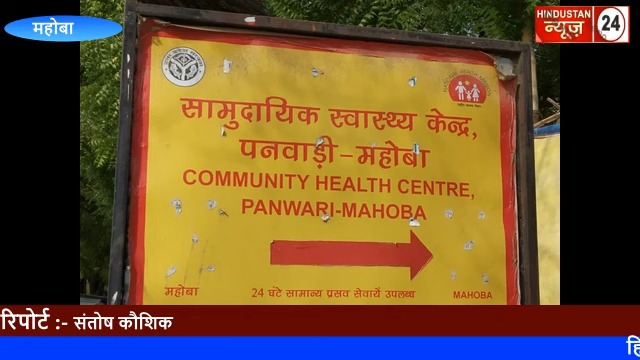 महोबा
HINDUSTAN
न्यूज़ 24
सामुदायिक स्वास्थ्य केन्द्र,
पनवाड़ी-महोबा
COMMUNITY HEALTH CENTRE,
PANWARI-MAHOBA
महोबा 24 घंटे सामान्य प्रसव सेवायें उपलब्ध MAHOBA
रिपोर्ट :- संतोष कौशिक
हि